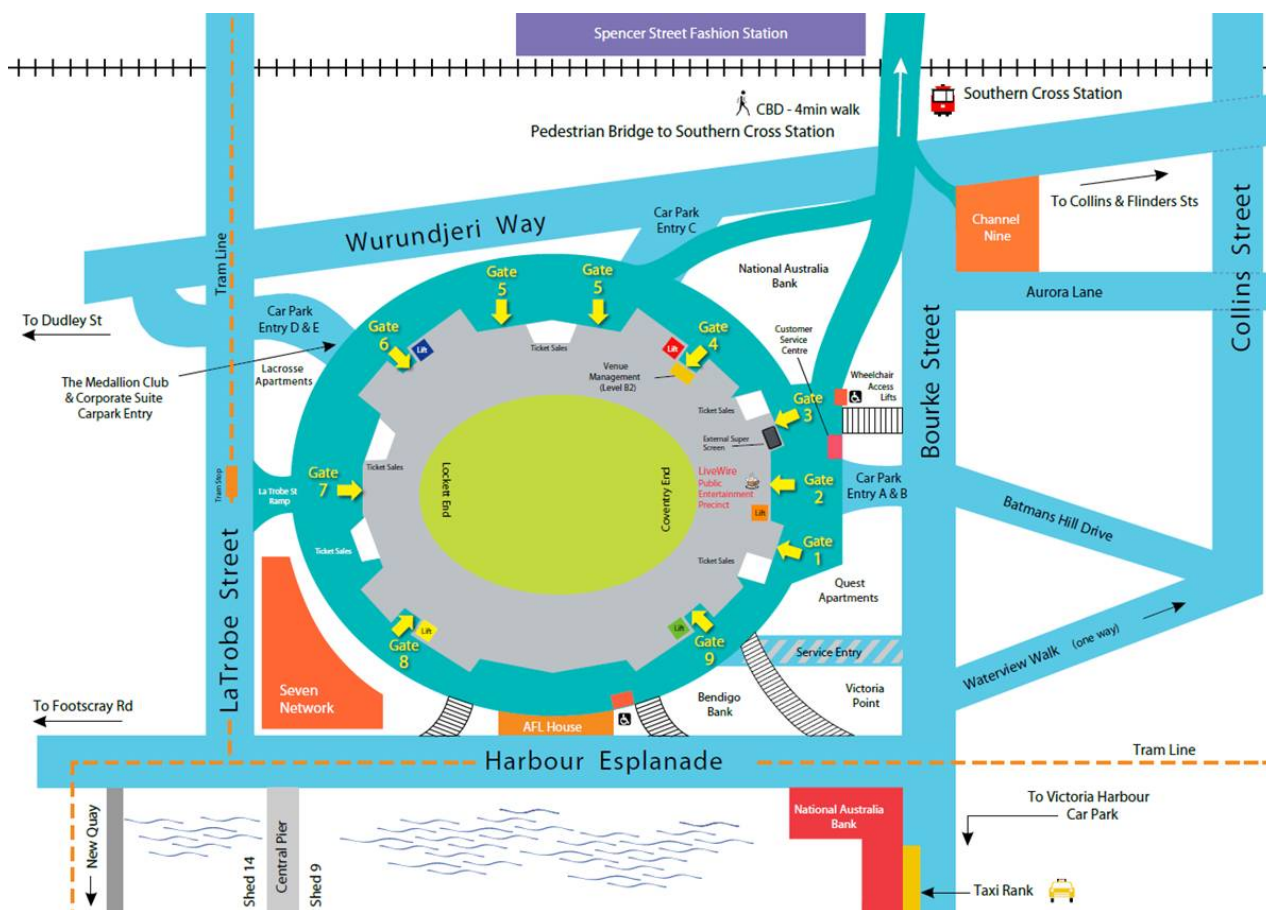 Spencer Street Fashion Station
Southern Cross Station
CBD - 4min walk
Pedestrian Bridge to Southern Cross Station
To Collins & Flinders Sts
Channel
Nine
Collins Street
Tram Line
Wurundjeri Way
Car Park
Entry C
National Australia
Bank
Aurora Lane
To Dudley St
Car Park
Entry D & E
The Medallion Club
& Corporate Suite
Carpark Entry
Lacrosse
Apartments
Gate
5
Gate
5
Gate
6
Lift
Ticket Sales
Lift
Gate
4
Venue
Management
(Level B2)
Customer
Service
Centre
Wheelchair
Access
Lifts
Bourke Street
Ticket Sales
Gate
3
External Super
Screen
Ticket Sales
Gate
7
La Trobe St
Ramp
Tram Stop
Lockett End
Coventry End
LiveWire
Public
Entertainment
Precinct
Lift
Gate
2
Car Park
Entry A & B
Batmans Hill Drive
Ticket Sales
Ticket Sales
Gate
1
LaTrobe Street
Quest
Apartments
Waterview Walk (one way)
Lift
Gate
8
Lift
Gate
9
Service Entry
Seven
Network
Bendigo
Bank
Victoria
Point
To Footscray Rd
AFL House
Harbour Esplanade
Tram Line
New Quay
Shed 14
Central Pier
Shed 9
National Australia
Bank
To Victoria Harbour
Car Park
Taxi Rank